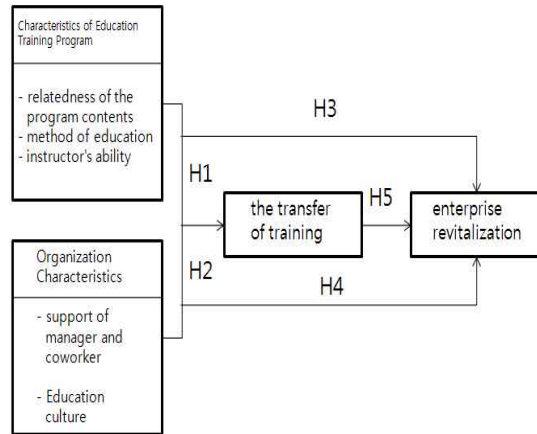 Characteristics of Education
Training Program
- relatedness of the
program contents
- method of education
- instructor's ability
H3
H1
the transfer
of training
H5
enterprise
revitalization
H2
H4
Organization
Characteristics
- support of
manager and
coworker
- Education
culture